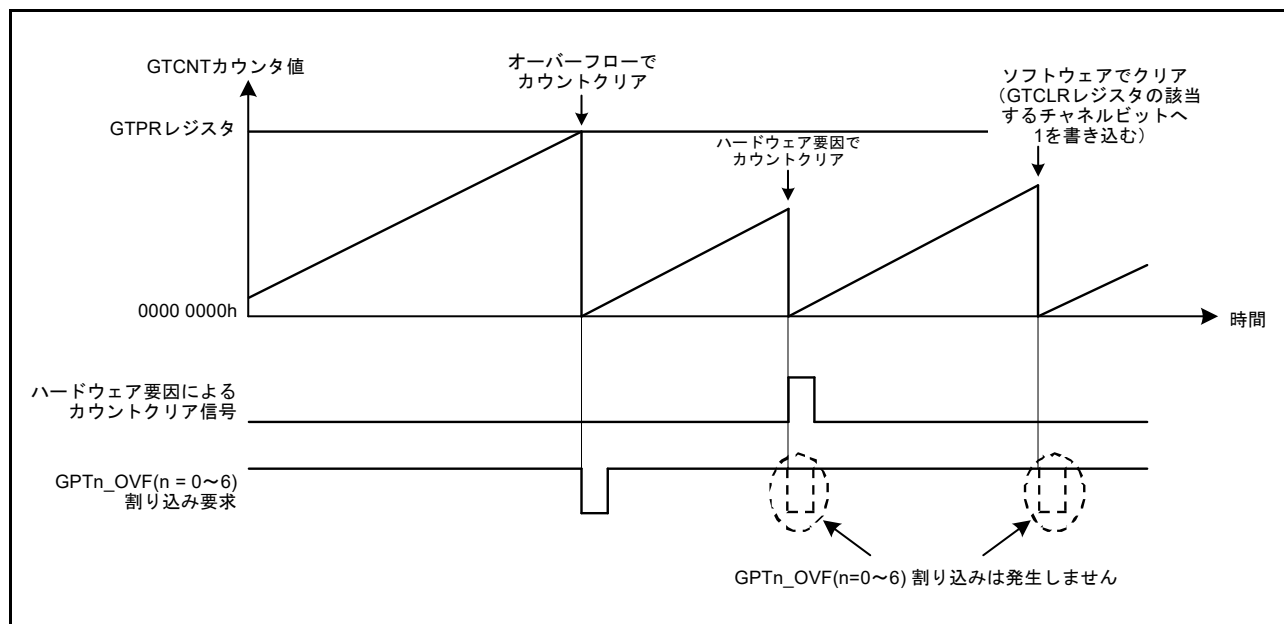 GTCNTカウンタ値
オーバーフローで
カウントクリア
ソフトウェアでクリア
(GTCLRレジスタの該当
するチャネルビットへ
1を書き込む)
GTPRレジスタ
ハードウェア要因で
カウントクリア
0000 0000h
時間
ハードウェア要因による
カウントクリア信号
GPTn_OVF(n = 0~6)
割り込み要求
GPTn_OVF(n=0~6) 割り込みは発生しません